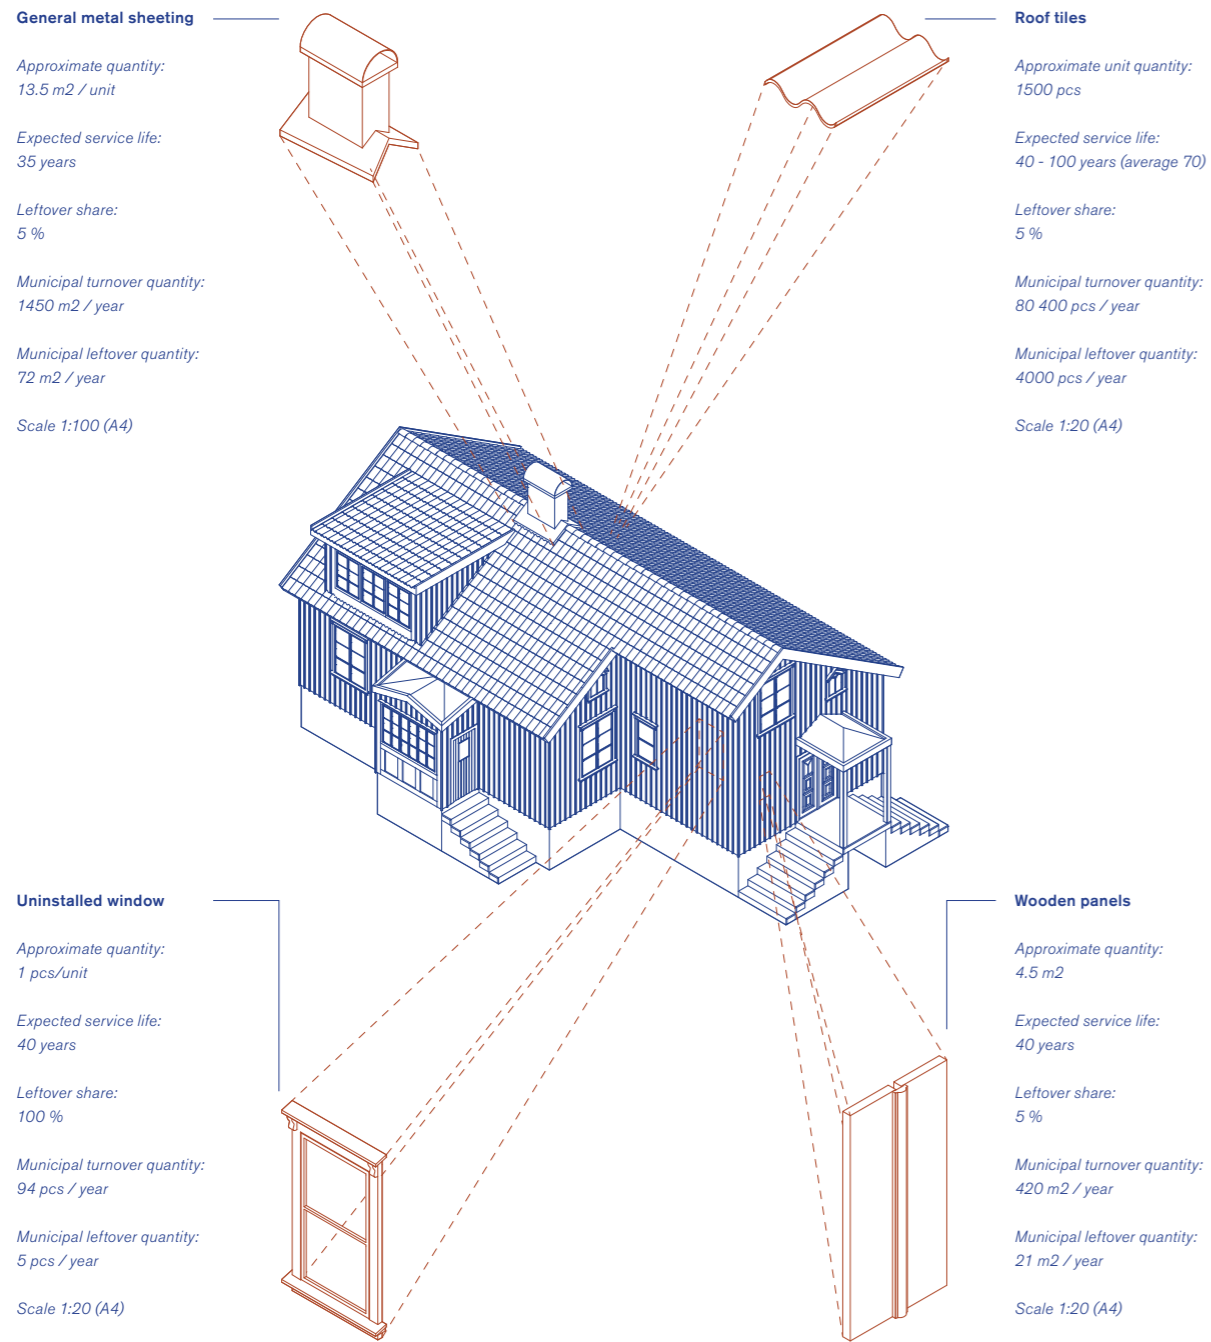 General metal sheeting
Approximate quantity:
13.5 m2 / unit
Expected service life:
35 years
Leftover share:
5 %
Municipal turnover quantity:
1450 m2 / year
Municipal leftover quantity:
72 m2 / year
Scale 1:100 (A4)
Roof tiles
Approximate unit quantity:
1500 pcs
Expected service life:
40 - 100 years (average 70)
Leftover share:
5 %
Municipal turnover quantity:
80 400 pcs / year
Municipal leftover quantity:
4000 pcs / year
Scale 1:20 (A4)
Uninstalled window
Approximate quantity:
1 pcs/unit
Expected service life:
40 years
Leftover share:
100 %
Municipal turnover quantity:
94 pcs / year
Municipal leftover quantity:
5 pcs / year
Scale 1:20 (A4)
Wooden panels
Approximate quantity:
4.5 m2
Expected service life:
40 years
Leftover share:
5 %
Municipal turnover quantity:
420 m2 / year
Municipal leftover quantity:
21 m2 / year
Scale 1:20 (A4)